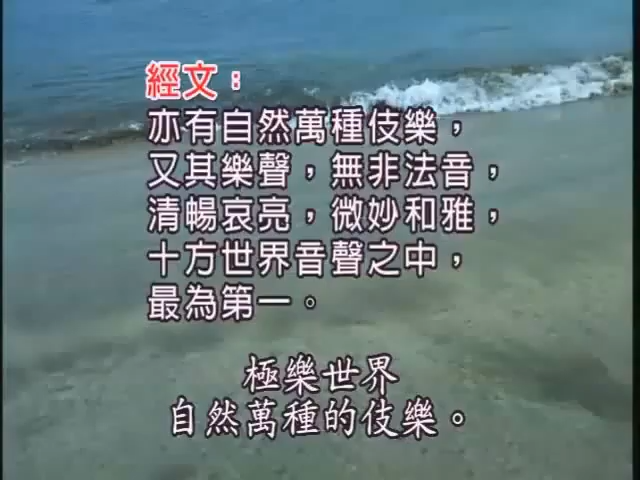 經文：
亦有自然萬種伎樂，
又其樂聲，無非法音，
清暢哀亮，微妙和雅，
十方世界音聲之中，
最為第一。
極樂世界
自然萬種的伎樂。